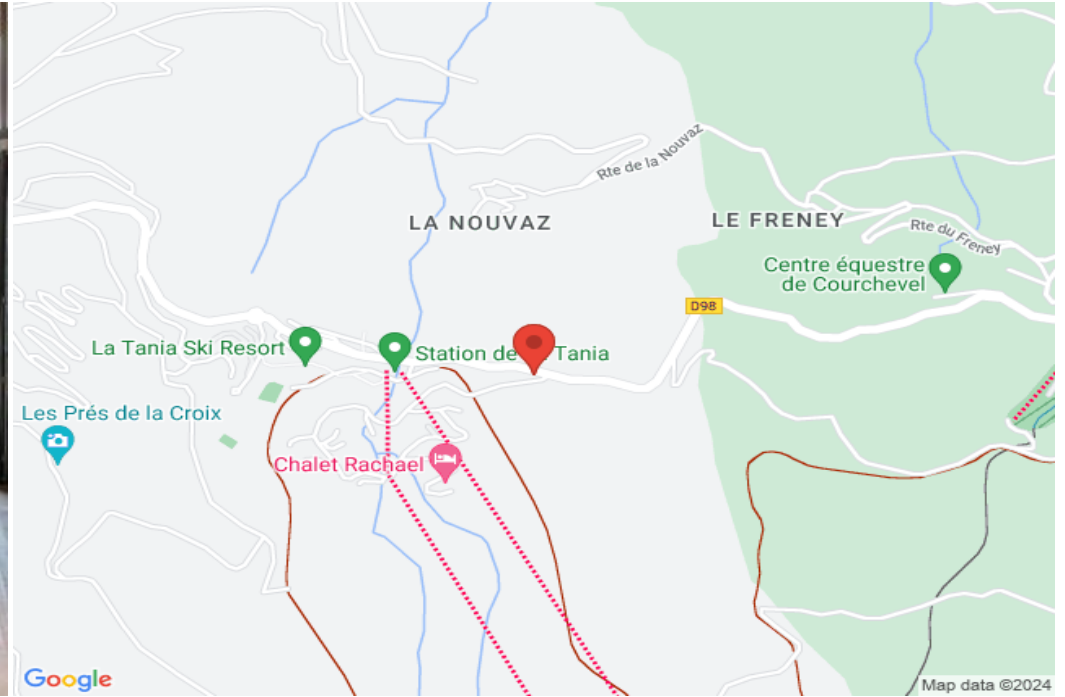 Rte de la Nouvaz
LA NOUVAZ
LE FRENEY
Rte du Freney
Centre équestre
de Courchevel
D98
La Tania Ski Resort
Station de Tania
Les Prés de la Croix
Chalet Rachael
Google
Map data ©2024